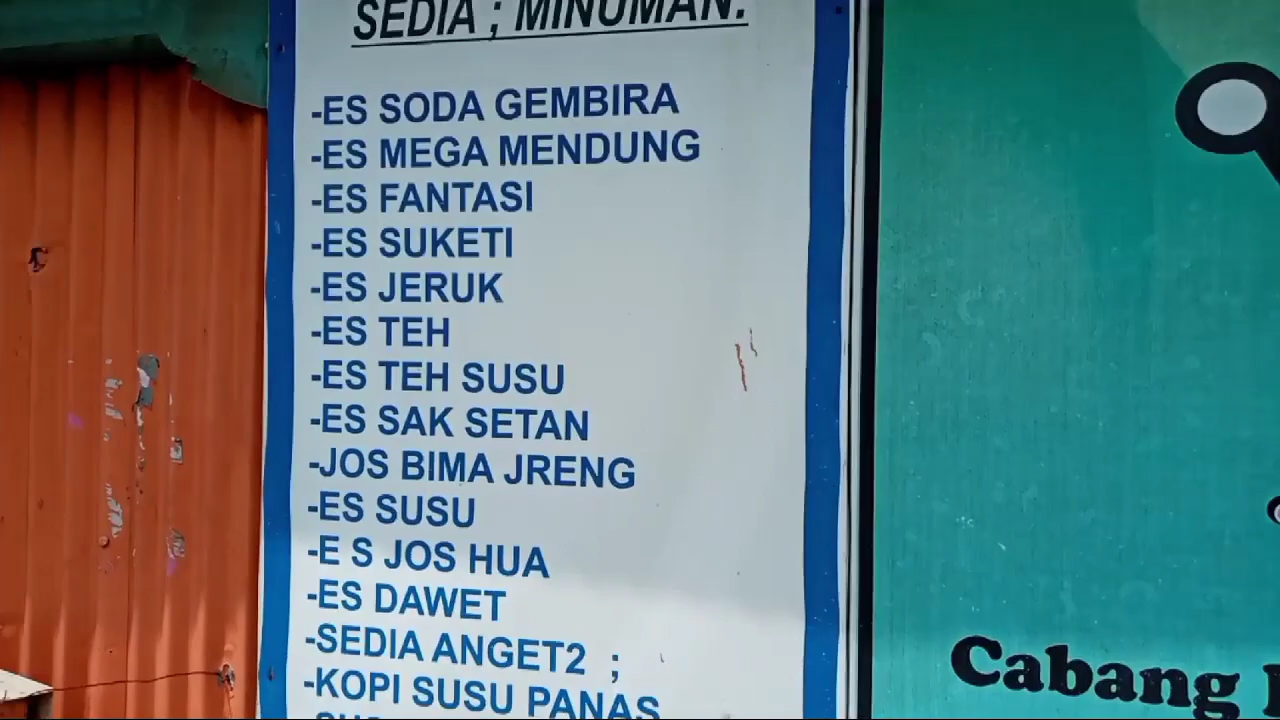 SEDIA ; MINUMAN.
-ES SODA GEMBIRA
-ES MEGA MENDUNG
-ES FANTASI
-ES SUKETI
-ES JERUK
-ES TEH
-ES TEH SUSU
-ES SAK SETAN
-JOS BIMA JRENG
-ES SUSU
-E S JOS HUA
-ES DAWET
-SEDIA ANGET2 ;
-KOPI SUSU PANAS
Cabang